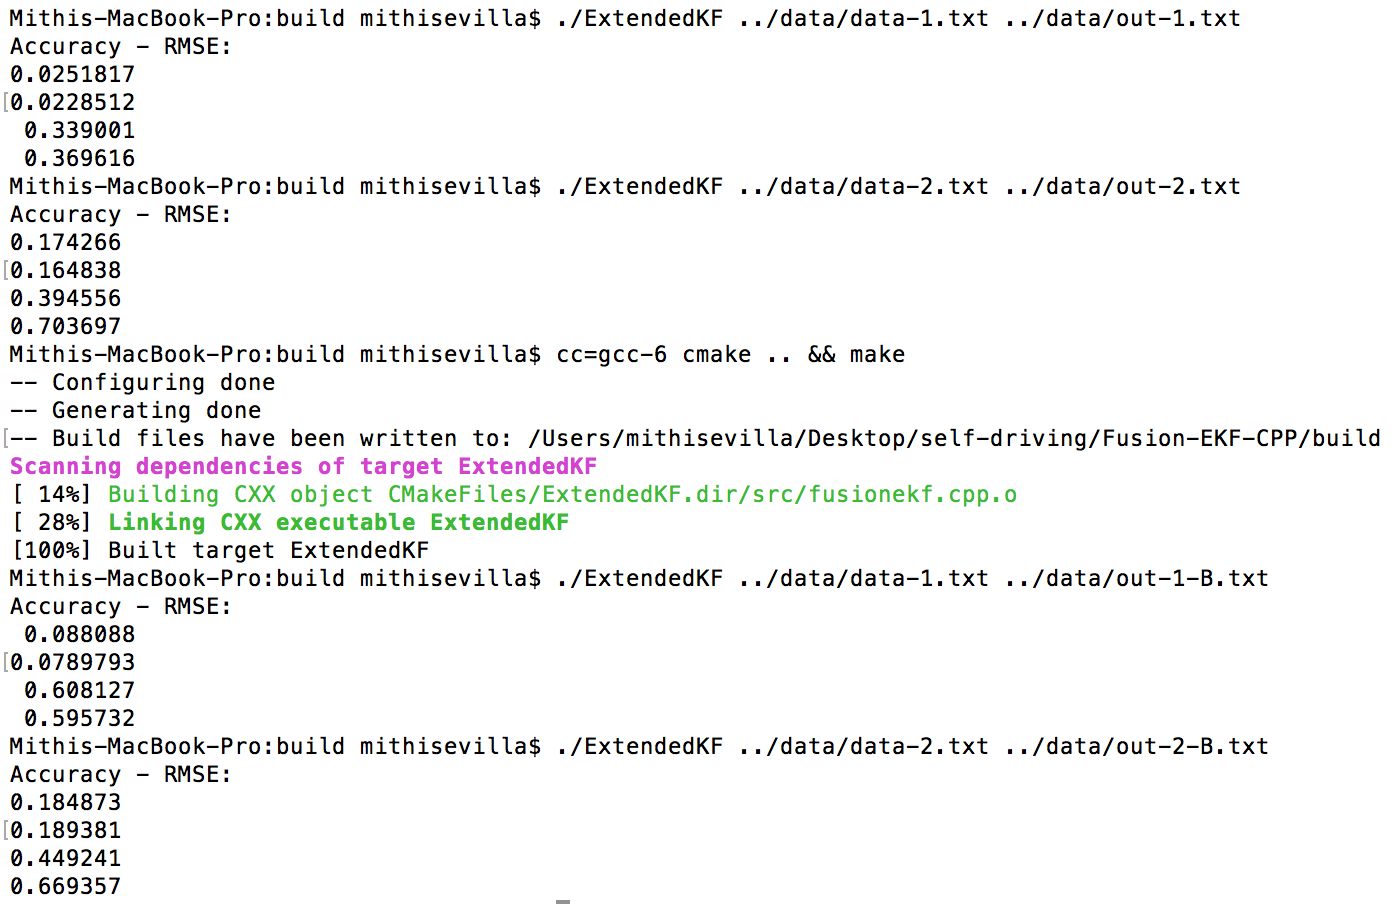 Mithis-MacBook-Pro:build mithisevilla$ ./ExtendedKF ../data/data-1.txt ../data/out-1.txt
Accuracy - RMSE:
0.0251817
[0.0228512
 0.339001
 0.369616
Mithis-MacBook-Pro:build mithisevilla$ ./ExtendedKF ../data/data-2.txt ../data/out-2.txt
Accuracy - RMSE:
0.174266
[0.164838
0.394556
0.703697
Mithis-MacBook-Pro:build mithisevilla$ cc=gcc-6 cmake .. && make
-- Configuring done
-- Generating done
[-- Build files have been written to: /Users/mithisevilla/Desktop/self-driving/Fusion-EKF-CPP/build
Scanning dependencies of target ExtendedKF
[ 14%] Building CXX object CMakeFiles/ExtendedKF.dir/src/fusionekf.cpp.o
[ 28%] Linking CXX executable ExtendedKF
[100%] Built target ExtendedKF
Mithis-MacBook-Pro:build mithisevilla$ ./ExtendedKF ../data/data-1.txt ../data/out-1-B.txt
Accuracy - RMSE:
 0.088088
[0.0789793
 0.608127
 0.595732
Mithis-MacBook-Pro:build mithisevilla$ ./ExtendedKF ../data/data-2.txt ../data/out-2-B.txt
Accuracy - RMSE:
0.184873
[0.189381
0.449241
0.669357